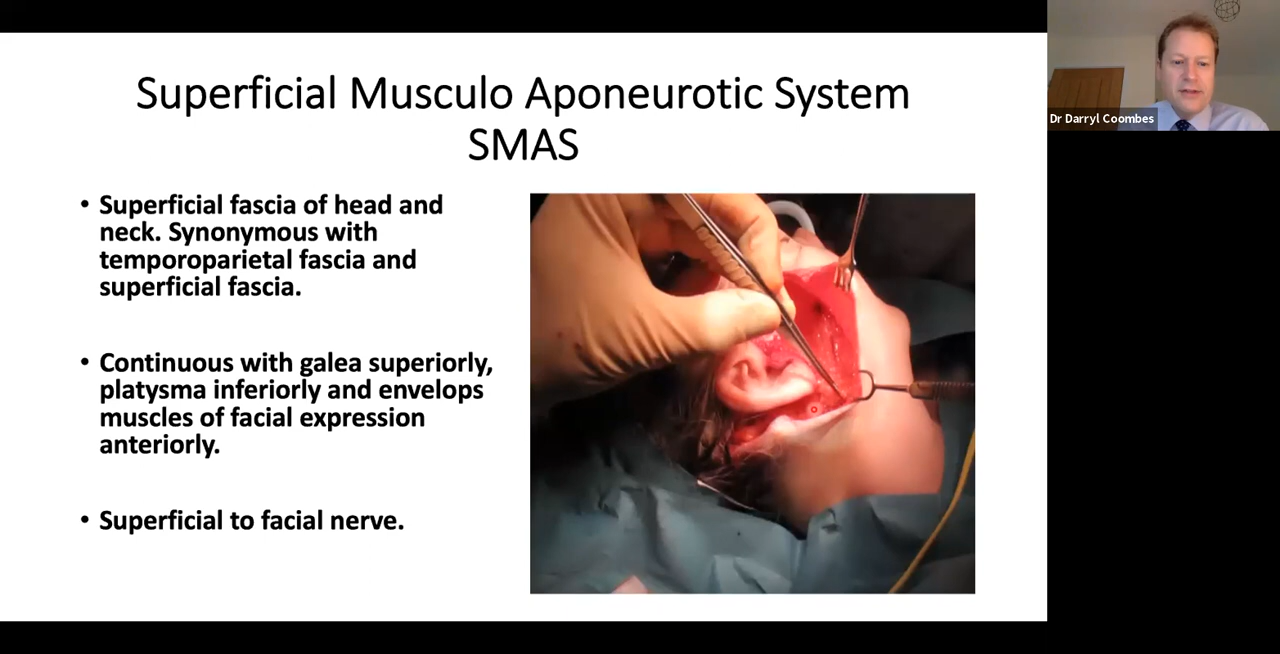 Superficial Musculo Aponeurotic System
SMAS
• Superficial fascia of head and
neck. Synonymous with
temporoparietal fascia and
superficial fascia.
• Continuous with galea superiorly,
platysma inferiorly and envelops
muscles of facial expression
anteriorly.
• Superficial to facial nerve.
Dr Darryl Coombes